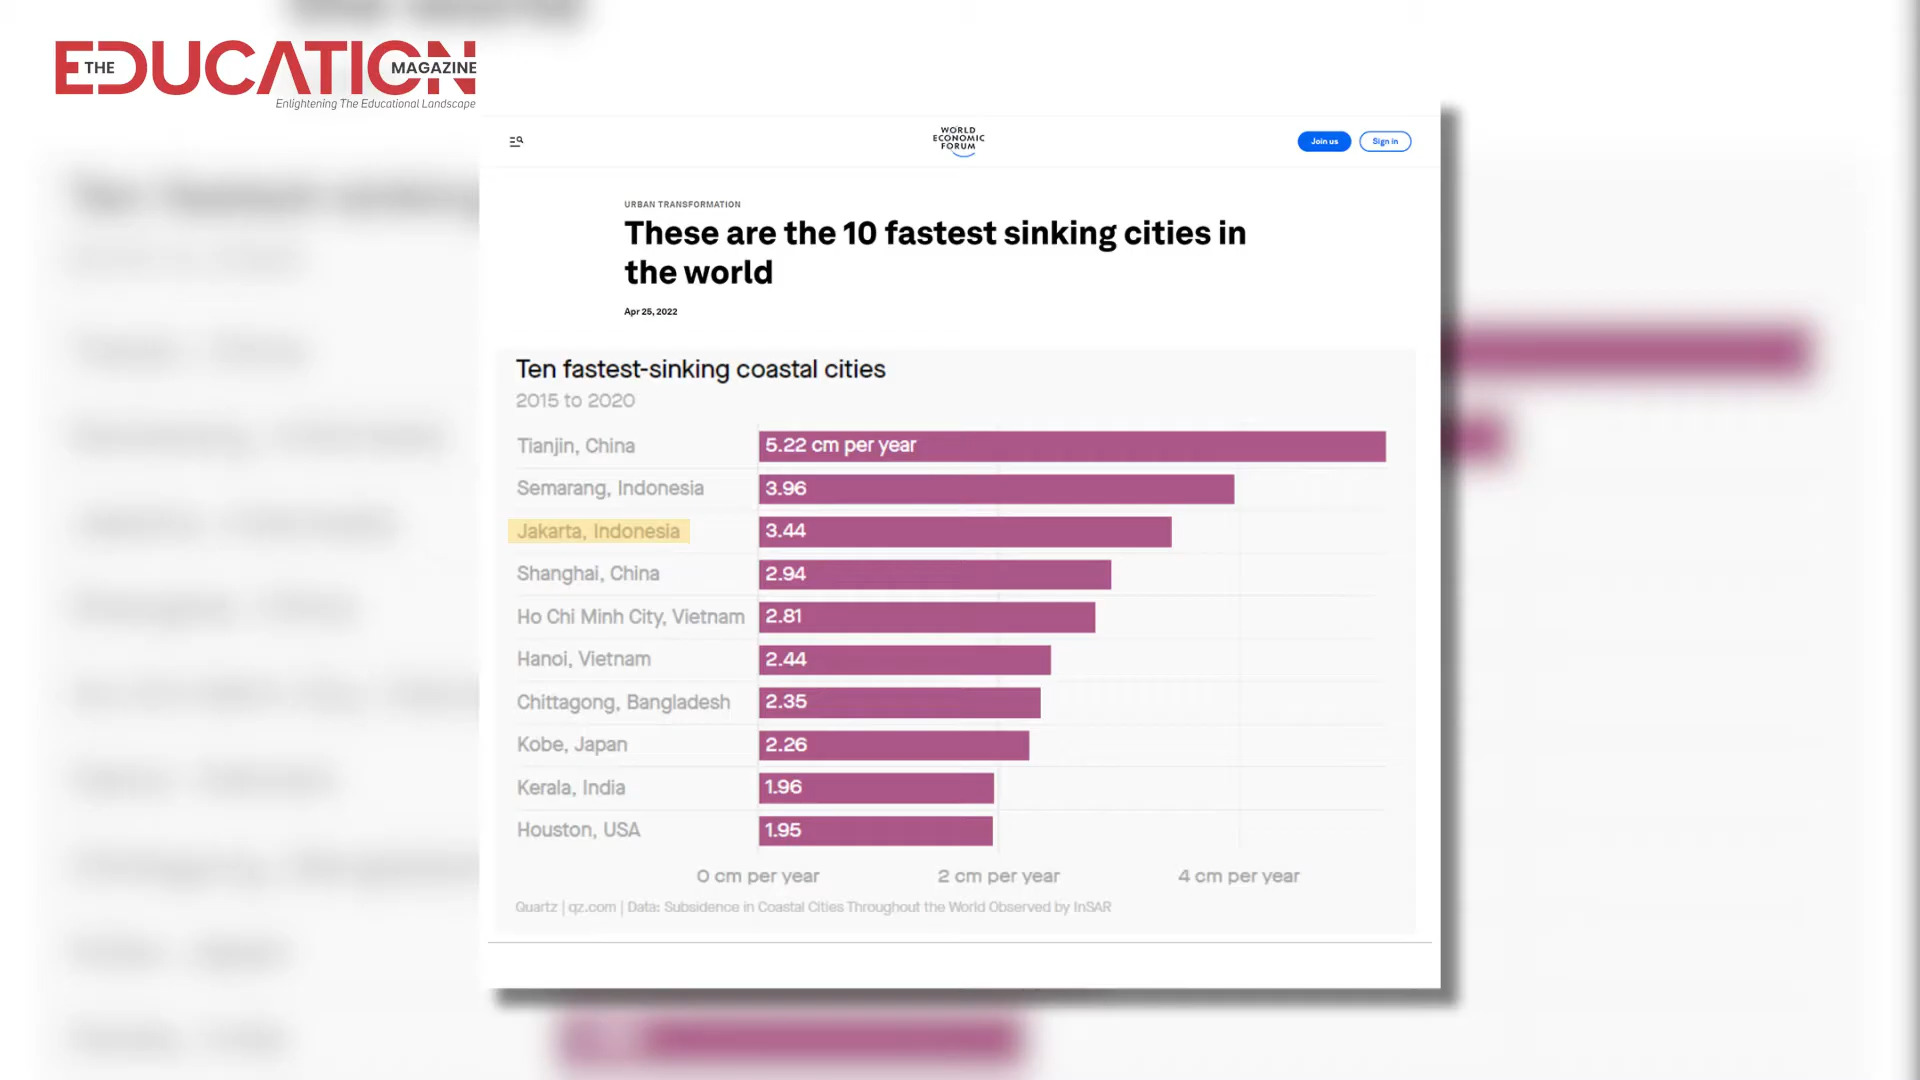 THE EDUCATION MAGAZINE
Enlightening The Educational Landscape
WORLD
ECONOMIC
FORUM
Join us
Sign in
URBAN TRANSFORMATION
These are the 10 fastest sinking cities in
the world
Apr 25, 2022
Ten fastest-sinking coastal cities
2015 to 2020
Tianjin, China 5.22 cm per year
Semarang, Indonesia 3.96
Jakarta, Indonesia 3.44
Shanghai, China 2.94
Ho Chi Minh City, Vietnam 2.81
Hanoi, Vietnam 2.44
Chittagong, Bangladesh 2.35
Kobe, Japan 2.26
Kerala, India 1.96
Houston, USA 1.95
0 cm per year 2 cm per year 4 cm per year
Quartz | qz.com | Data: Subsidence in Coastal Cities Throughout the World Observed by InSAR